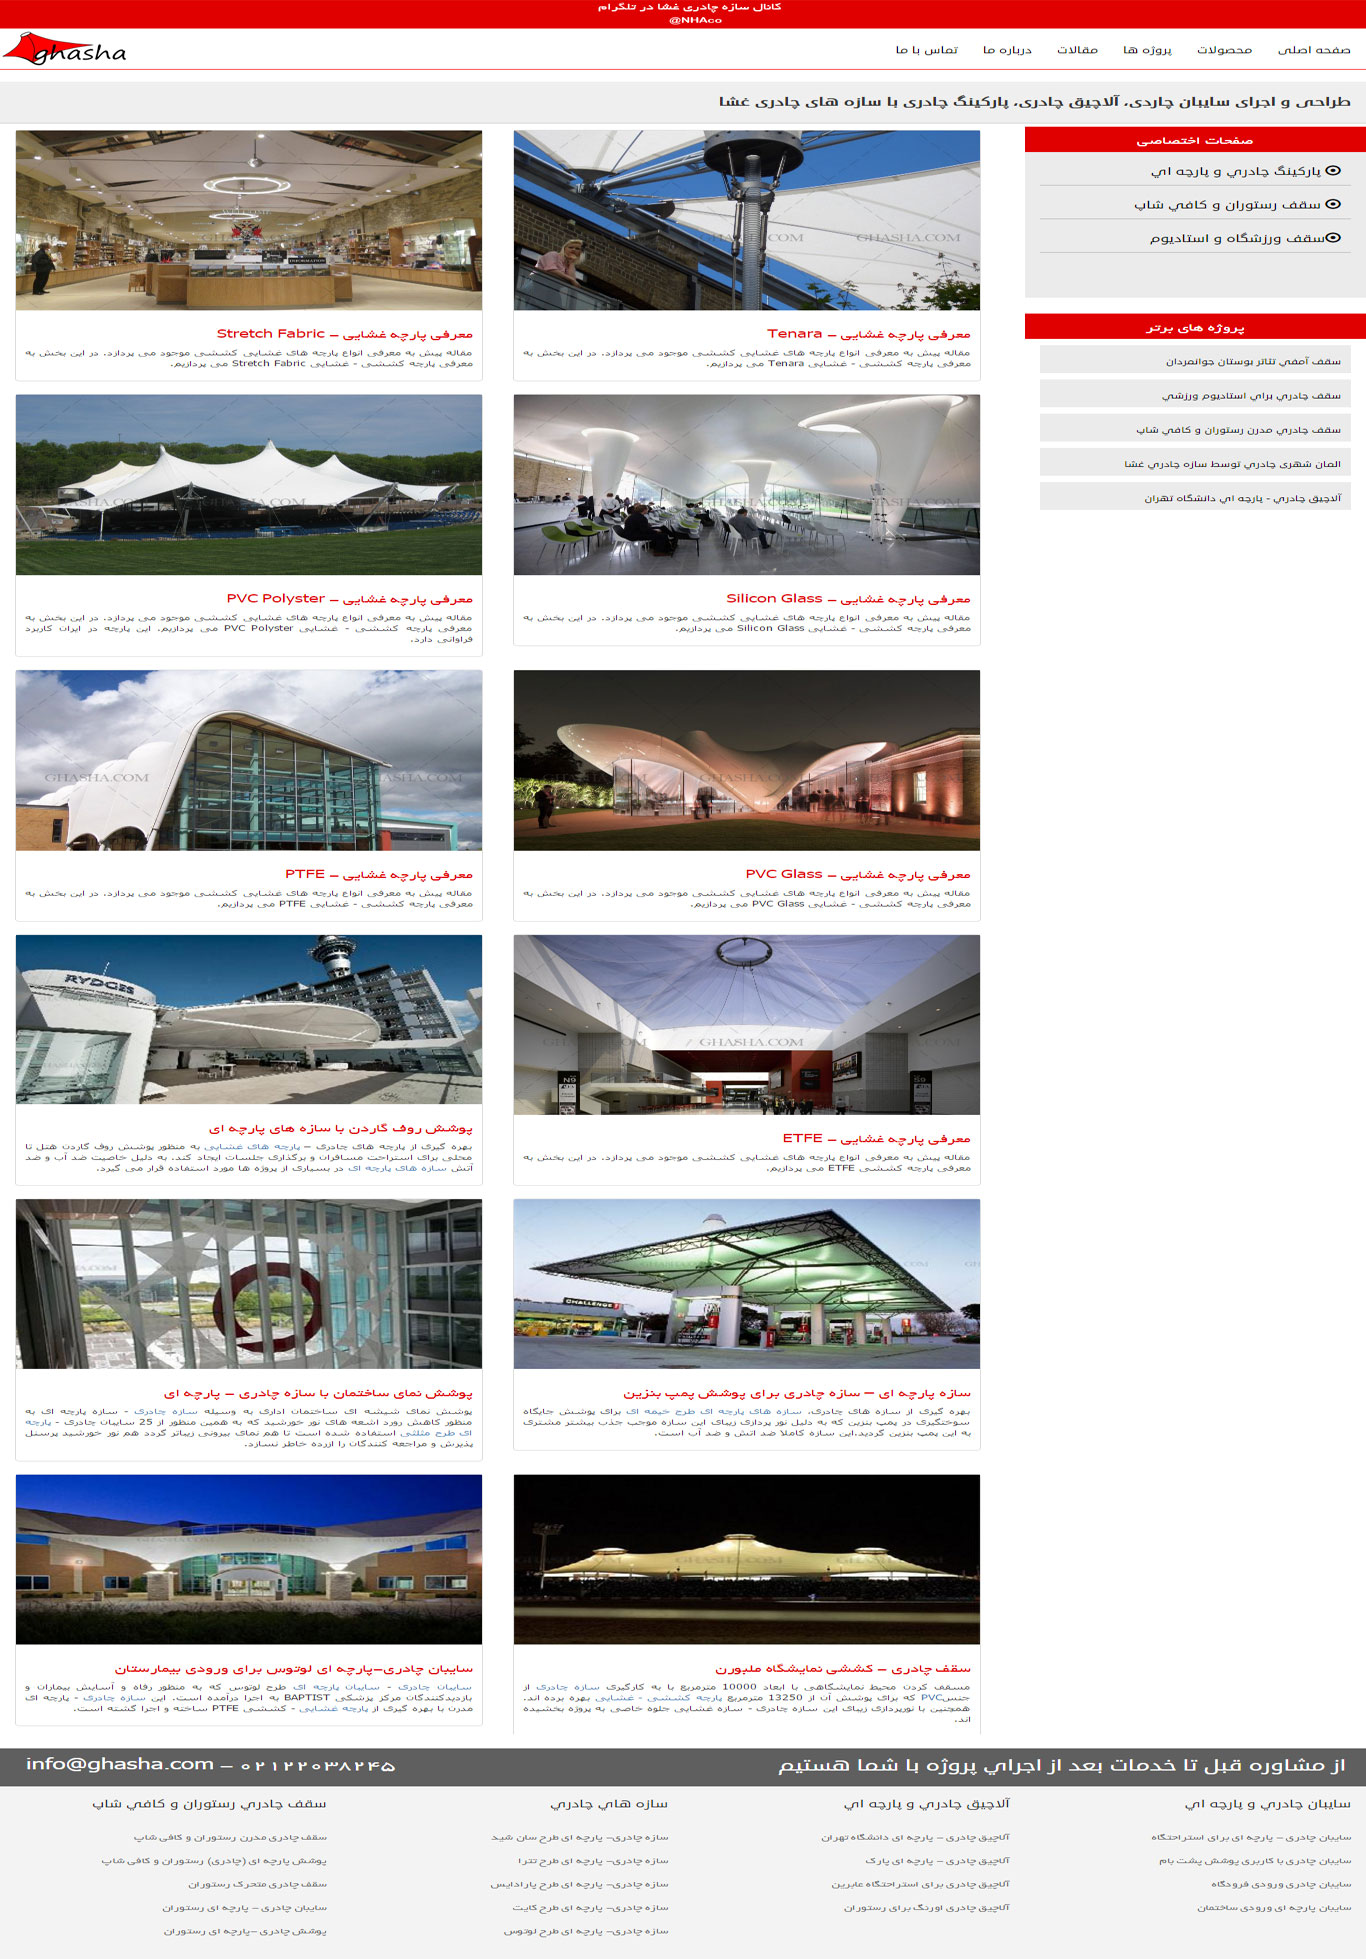 کانال سازه چادری غشا در تلگرام
@NHAco
ghasha
صفحه اصلی
محصولات
پروژه ها
مقالات
درباره ما
تماس با ما
طراحی و اجرای سایبان چاردی، آلاچیق چادری، پارکینگ چادری با سازه های چادری غشا
صفحات اختصاصی
پارکینگ چادري و پارچه اي
سقف رستوران و کافي شاپ
سقف ورزشگاه و استادیوم
پروژه های برتر
سقف آمفي تئاتر بوستان جوانمردان
سقف چادري براي استادیوم ورزشي
سقف چادري مدرن رستوران و کافي شاپ
المان شهری چادري توسط سازه چادري غشا
آلاچیق چادري - پارچه اي دانشگاه تهران
GHASHA.COM
معرفی پارچه غشایی – Tenara
مقاله پیش به معرفی انواع پارچه های غشایی کششی موجود می پردازد. در این بخش به
معرفی پارچه کششی - غشایی Tenara می پردازیم.
INFORMATION
معرفی پارچه غشایی – Stretch Fabric
مقاله پیش به معرفی انواع پارچه های غشایی کششی موجود می پردازد. در این بخش به
معرفی پارچه کششی - غشایی Stretch Fabric می پردازیم.
GHASHA.COM
معرفی پارچه غشایی – Silicon Glass
مقاله پیش به معرفی انواع پارچه های غشایی کششی موجود می پردازد. در این بخش به
معرفی پارچه کششی - غشایی Silicon Glass می پردازیم.
GHASHA.COM
معرفی پارچه غشایی – PVC Polyster
مقاله پیش به معرفی انواع پارچه های غشایی کششی موجود می پردازد. در این بخش به
معرفی پارچه کششی - غشایی PVC Polyster می پردازیم. این پارچه در ایران کاربرد
فراوانی دارد.
GHASHA.COM
معرفی پارچه غشایی – PVC Glass
مقاله پیش به معرفی انواع پارچه های غشایی کششی موجود می پردازد. در این بخش به
معرفی پارچه کششی - غشایی PVC Glass می پردازیم.
GHASHA.COM
معرفی پارچه غشایی – PTFE
مقاله پیش به معرفی انواع پارچه های غشایی کششی موجود می پردازد. در این بخش به
معرفی پارچه کششی - غشایی PTFE می پردازیم.
GHASHA.COM
N9
S9
معرفی پارچه غشایی – ETFE
مقاله پیش به معرفی انواع پارچه های غشایی کششی موجود می پردازد. در این بخش به
معرفی پارچه کششی ETFE می پردازیم.
RYDGES
GHASHA.COM
پوشش روف گاردن با سازه های پارچه ای
بهره گیری از پارچه های چادری – پارچه های غشایی به منظور پوشش روف گاردن هتل تا
محلی برای استراحت مسافران و برگذاری جلسات ایجاد کند. به دلیل خاصیت ضد آب و ضد
آتش سازه های پارچه ای در بسیاری از پروژه ها مورد استفاده قرار می گیرد.
CHALLENGE
سازه پارچه ای – سازه چادری برای پوشش پمپ بنزین
بهره گیری از سازه های چادری، سازه های پارچه ای طرح خیمه ای برای پوشش جایگاه
سوختگیری در پمپ بنزین که به دلیل نور پردازی زیبای این سازه موجب جذب بیشتر مشتری
به این پمپ بنزین گردید.این سازه کاملا ضد اتش و ضد آب است.
پوشش نمای ساختمان با سازه چادری – پارچه ای
پوشش نمای شیشه ای ساختمان اداری به وسیله سازه چادری - سازه پارچه ای به
منظور کاهش رورد اشعه های نور خورشید که به همین منظور از 25 سایبان چادری - پارچه
ای طرح مثلثی استفاده شده است تا هم نمای بیرونی زیباتر گردد هم نور خورشید پرسنل
پذیرش و مراجعه کنندگان را ازرده خاطر نسازد.
GHASHA.COM
سقف چادری – کششی نمایشگاه ملبورن
مسقف کردن محیط نمایشگاهی با ابعاد 10000 مترمربع با به کارگیری سازه چادری از
جنسPVC که برای پوشش آن از 13250 مترمربع پارچه کششی - غشایی بهره برده اند.
همچنین با نورپردازی زیبای این سازه چادری - سازه غشایی جلوه خاصی به پروژه بخشیده
اند.
سایبان چادری–پارچه ای لوتوس برای ورودی بیمارستان
سایبان چادری - سایبان پارچه ای طرح لوتوس که به منظور رفاه و آسایش بیماران و
بازدیدکنندگان مرکز پزشکی BAPTIST به اجرا درآمده است. این سازه چادری - پارچه ای
مدرن با بهره گیری از پارچه غشایی - کششی PTFE ساخته و اجرا گشته است.
از مشاوره قبل تا خدمات بعد از اجراي پروژه با شما هستیم
info@ghasha.com – ۰۲۱۲۲۰۳۸۲۴۵
سایبان چادري و پارچه اي
سایبان چادری – پارچه ای برای استراحتگاه
سایبان چادری با کاربری پوشش پشت بام
سایبان چادری ورودی فرودگاه
سایبان پارچه ای ورودی ساختمان
آلاچیق چادري و پارچه اي
آلاچیق چادری – پارچه ای دانشگاه تهران
آلاچیق چادری – پارچه ای پارک
آلاچیق چادری برای استراحتگاه عابرین
آلاچیق چادری اورنگ برای رستوران
سازه هاي چادري
سازه چادری– پارچه ای طرح سان شید
سازه چادری– پارچه ای طرح تترا
سازه چادری– پارچه ای طرح پارادایس
سازه چادری– پارچه ای طرح کایت
سازه چادری– پارچه ای طرح لوتوس
سقف چادري رستوران و کافي شاپ
سقف چادری مدرن رستوران و کافی شاپ
پوشش پارچه ای (چادری) رستوران و کافی شاپ
سقف چادری متحرک رستوران
سایبان چادری – پارچه ای رستوران
پوشش چادری –پارچه ای رستوران